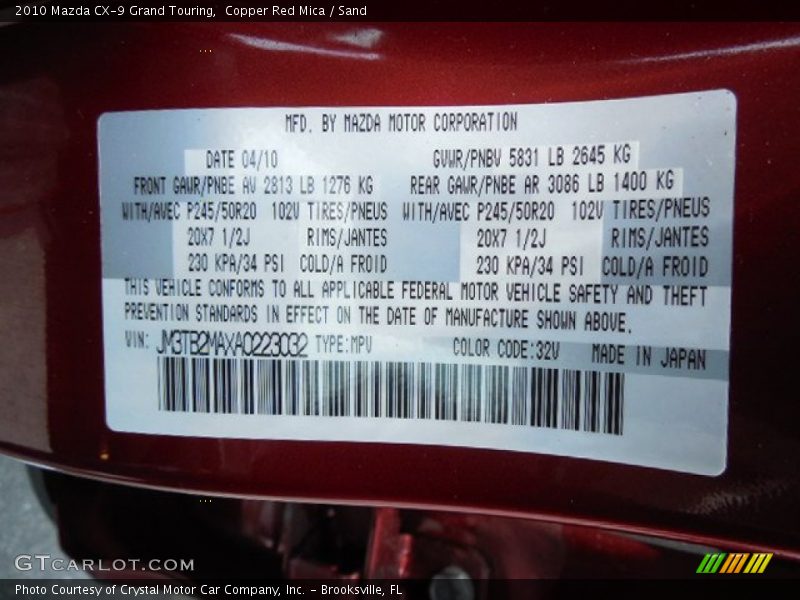 2010 Mazda CX-9 Grand Touring,  Copper Red Mica / Sand
MFD. BY MAZDA MOTOR CORPORATION
DATE 04/10 GVWR/PNBV 5831 LB 2645 KG
FRONT GAWR/PNBE AV 2813 LB 1276 KG REAR GAWR/PNBE AR 3086 LB 1400 KG
WITH/AVEC P245/50R20 102V TIRES/PNEUS WITH/AVEC P245/50R20 102V TIRES/PNEUS
20X7 1/2J RIMS/JANTES 20X7 1/2J RIMS/JANTES
230 KPA/34 PSI COLD/A FROID 230 KPA/34 PSI COLD/A FROID
THIS VEHICLE CONFORMS TO ALL APPLICABLE FEDERAL MOTOR VEHICLE SAFETY AND THEFT
PREVENTION STANDARDS IN EFFECT ON THE DATE OF MANUFACTURE SHOWN ABOVE.
VIN: JM3TB2MAXA0223032 TYPE:MPV COLOR CODE:32V MADE IN JAPAN
GTCARLOT.COM
Photo Courtesy of Crystal Motor Car Company, Inc. – Brooksville, FL